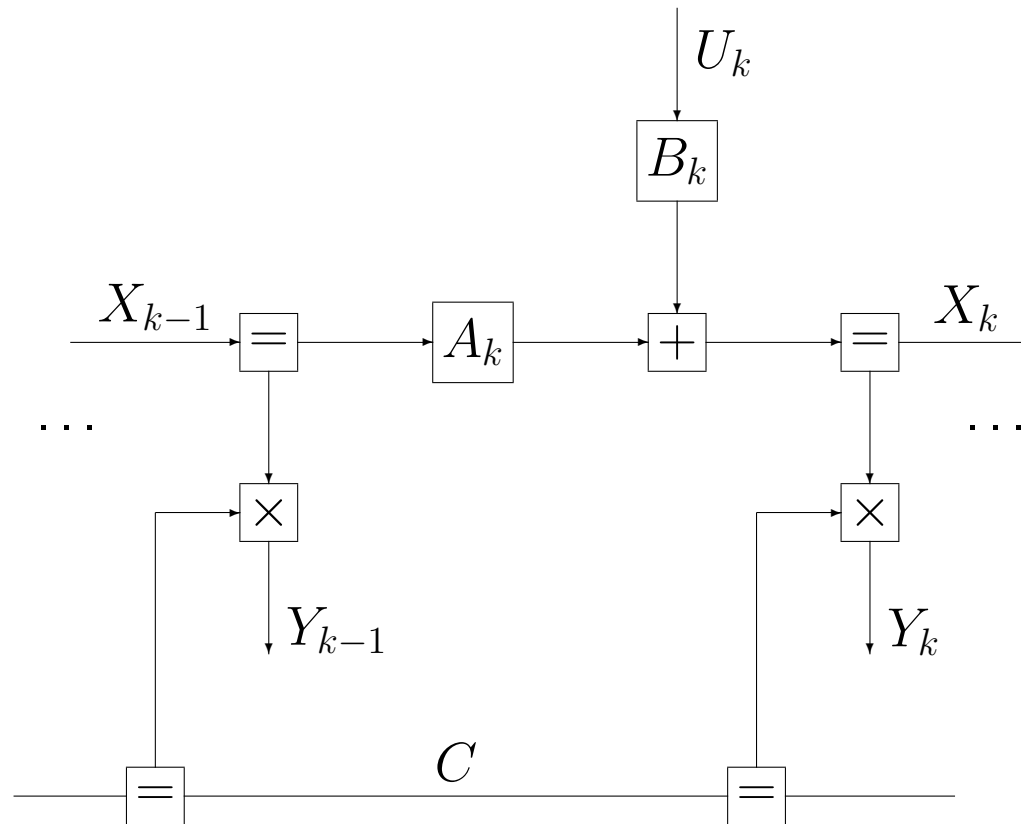 U_k
B_k
X_{k−1} = A_k + = X_k
. . . . . .
× ×
Y_{k−1} Y_k
C
= =